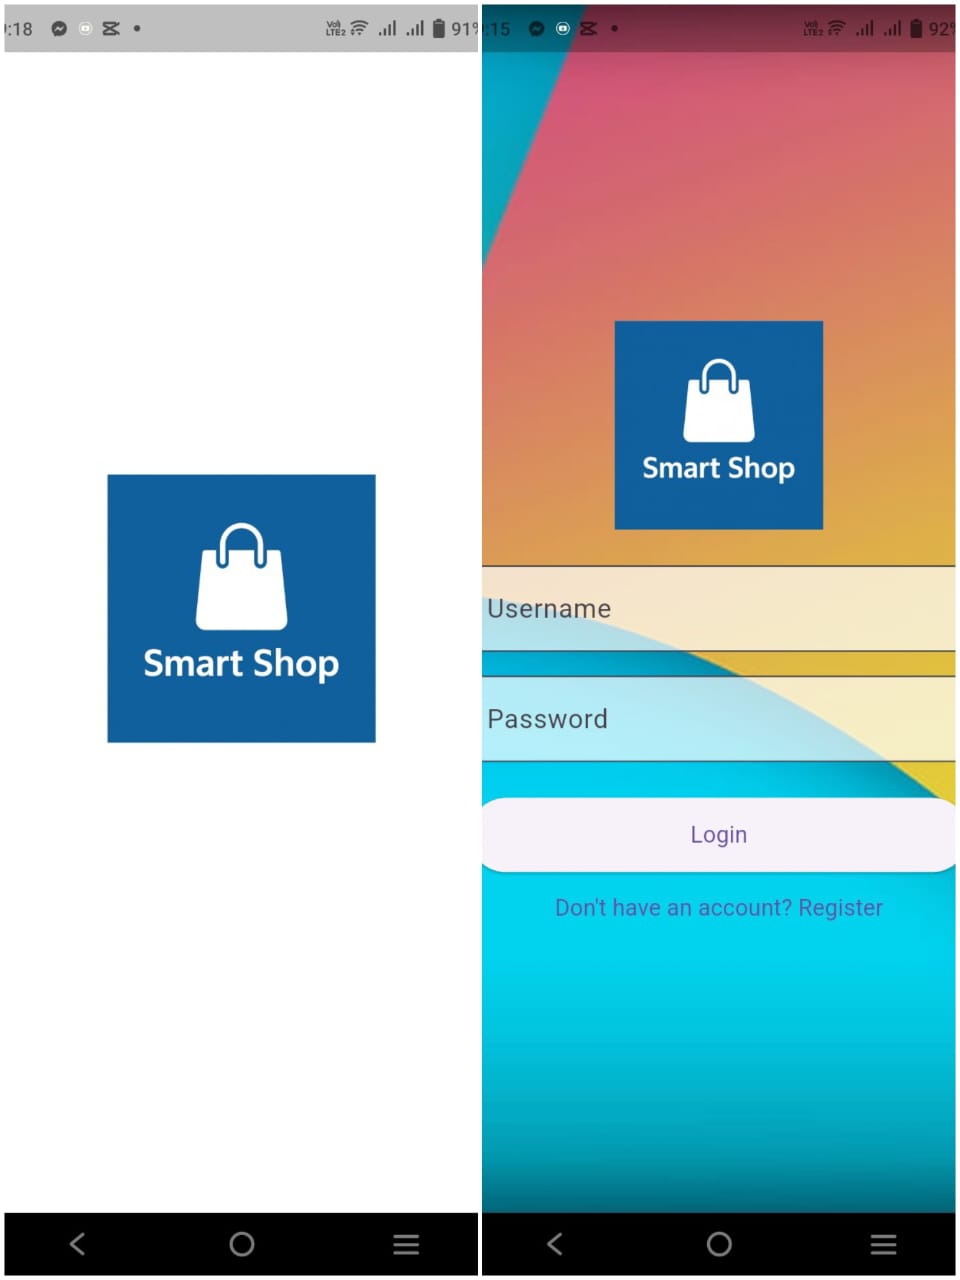 :18
Vo)
LTE2
91%
Smart Shop
:15
Vo)
LTE2
92%
Smart Shop
Username
Password
Login
Don't have an account? Register